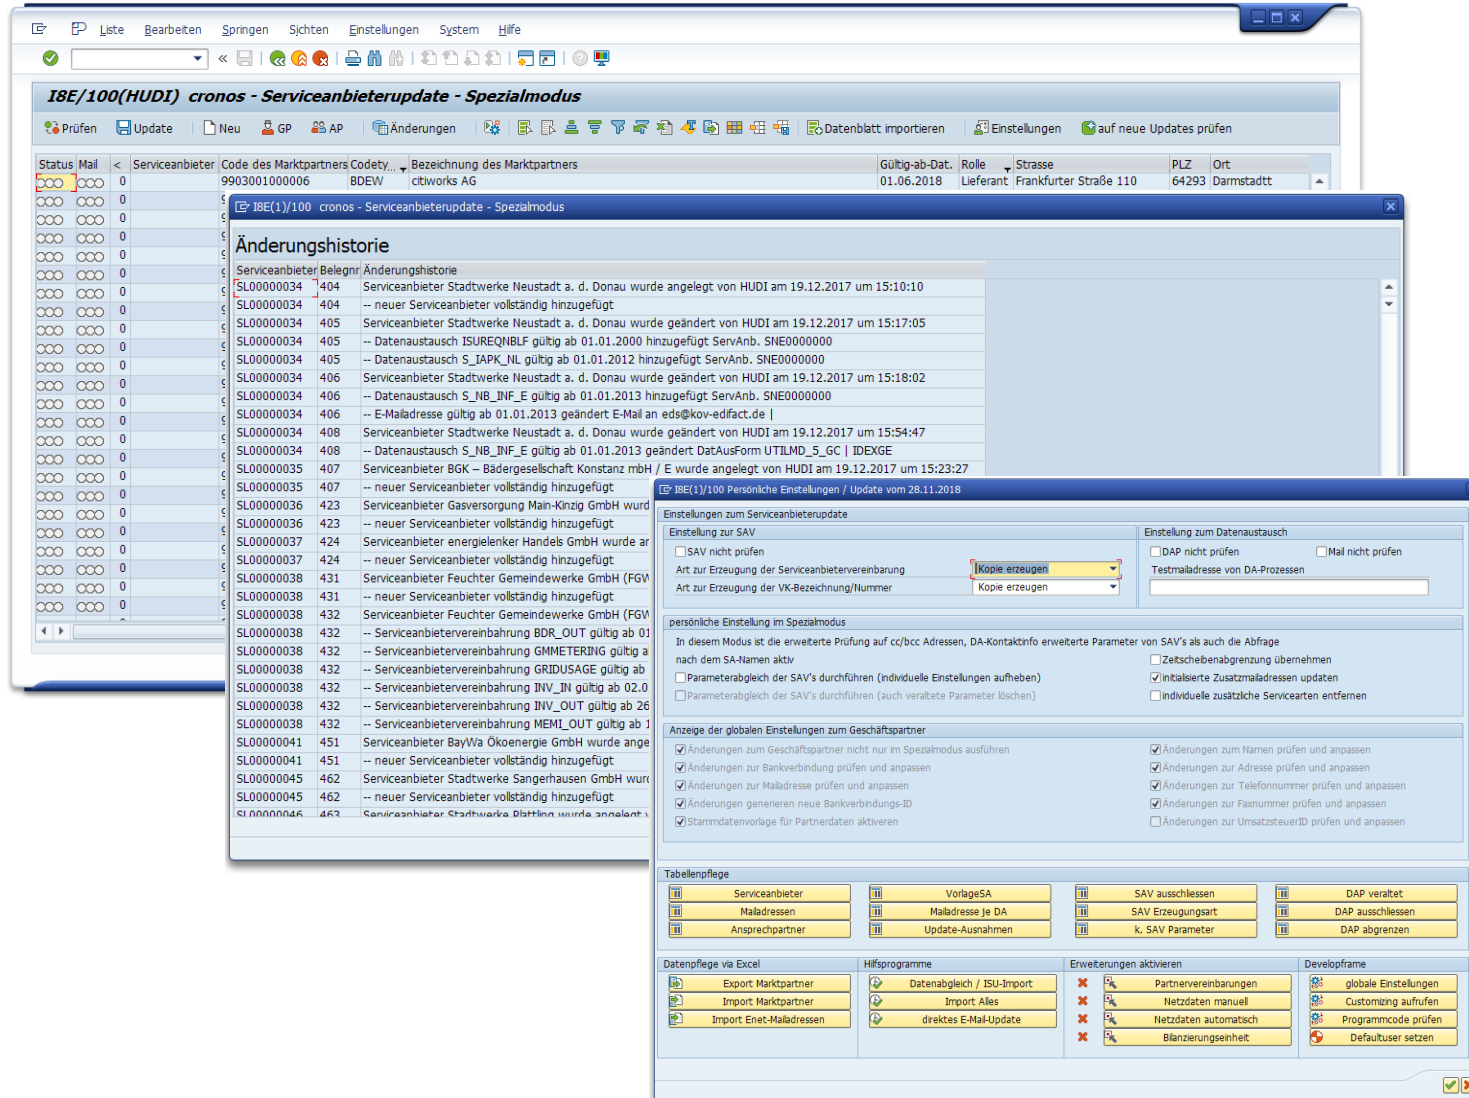 Liste Bearbeiten Springen Sichten Einstellungen System Hilfe
I8E/100(HUDI) cronos - Serviceanbieterupdate - Spezialmodus
Prüfen Update Neu GP AP Änderungen Datenblatt importieren Einstellungen auf neue Updates prüfen
Status Mail < Serviceanbieter Code des Marktpartners Codety... Bezeichnung des Marktpartners Gültig-ab-Dat. Rolle Strasse PLZ Ort
0 9903001000006 BDEW citiworks AG 01.06.2018 Lieferant Frankfurter Straße 110 64293 Darmstadtt
I8E(1)/100 cronos - Serviceanbieterupdate - Spezialmodus
Änderungshistorie
Serviceanbieter Belegnr Änderungshistorie
SL00000034 404 Serviceanbieter Stadtwerke Neustadt a. d. Donau wurde angelegt von HUDI am 19.12.2017 um 15:10:10
SL00000034 404 -- neuer Serviceanbieter vollständig hinzugefügt
SL00000034 405 Serviceanbieter Stadtwerke Neustadt a. d. Donau wurde geändert von HUDI am 19.12.2017 um 15:17:05
SL00000034 405 -- Datenaustausch ISUREQNBLF gültig ab 01.01.2000 hinzugefügt ServAnb. SNE0000000
SL00000034 405 -- Datenaustausch S_IAPK_NL gültig ab 01.01.2012 hinzugefügt ServAnb. SNE0000000
SL00000034 406 Serviceanbieter Stadtwerke Neustadt a. d. Donau wurde geändert von HUDI am 19.12.2017 um 15:18:02
SL00000034 406 -- Datenaustausch S_NB_INF_E gültig ab 01.01.2013 hinzugefügt ServAnb. SNE0000000
SL00000034 406 -- E-Mailadresse gültig ab 01.01.2013 geändert E-Mail an eds@kov-edifact.de |
SL00000034 408 Serviceanbieter Stadtwerke Neustadt a. d. Donau wurde geändert von HUDI am 19.12.2017 um 15:54:47
SL00000034 408 -- Datenaustausch S_NB_INF_E gültig ab 01.01.2013 geändert DatAusForm UTILMD_5_GC | IDEXGE
SL00000035 407 Serviceanbieter BGK – Bädergesellschaft Konstanz mbH / E wurde angelegt von HUDI am 19.12.2017 um 15:23:27
SL00000035 407 -- neuer Serviceanbieter vollständig hinzugefügt
SL00000036 423 Serviceanbieter Gasversorgung Main-Kinzig GmbH wurd
SL00000036 423 -- neuer Serviceanbieter vollständig hinzugefügt
SL00000037 424 Serviceanbieter energielenker Handels GmbH wurde ar
SL00000037 424 -- neuer Serviceanbieter vollständig hinzugefügt
SL00000038 431 Serviceanbieter Feuchter Gemeindewerke GmbH (FGW
SL00000038 431 -- neuer Serviceanbieter vollständig hinzugefügt
SL00000038 432 Serviceanbieter Feuchter Gemeindewerke GmbH (FGW
SL00000038 432 -- Serviceanbietervereinbahrung BDR_OUT gültig ab 01
SL00000038 432 -- Serviceanbietervereinbahrung GMMETERING gültig a
SL00000038 432 -- Serviceanbietervereinbahrung GRIDUSAGE gültig ab
SL00000038 432 -- Serviceanbietervereinbahrung INV_IN gültig ab 02.0
SL00000038 432 -- Serviceanbietervereinbahrung INV_OUT gültig ab 26
SL00000038 432 -- Serviceanbietervereinbahrung MEMI_OUT gültig ab 1
SL00000041 451 Serviceanbieter BayWa Ökoenergie GmbH wurde ange
SL00000041 451 -- neuer Serviceanbieter vollständig hinzugefügt
SL00000045 462 Serviceanbieter Stadtwerke Sangerhausen GmbH wurd
SL00000045 462 -- neuer Serviceanbieter vollständig hinzugefügt
SL00000046 463 Serviceanbieter Stadtwerke Plattling wurde angelegt
I8E(1)/100 Persönliche Einstellungen / Update vom 28.11.2018
Einstellungen zum Serviceanbieterupdate
Einstellung zur SAV Einstellung zum Datenaustausch
SAV nicht prüfen DAP nicht prüfen Mail nicht prüfen
Art zur Erzeugung der Serviceanbietervereinbarung Kopie erzeugen Testmailadresse von DA-Prozessen
Art zur Erzeugung der VK-Bezeichnung/Nummer Kopie erzeugen
persönliche Einstellung im Spezialmodus
In diesem Modus ist die erweiterte Prüfung auf cc/bcc Adressen, DA-Kontaktinfo erweiterte Parameter von SAV's als auch die Abfrage
nach dem SA-Namen aktiv Zeitscheibenabgrenzung übernehmen
Parameterabgleich der SAV's durchführen (individuelle Einstellungen aufheben) initialisierte Zusatzmailadressen updaten
Parameterabgleich der SAV's durchführen (auch veraltete Parameter löschen) individuelle zusätzliche Servicearten entfernen
Anzeige der globalen Einstellungen zum Geschäftspartner
Änderungen zum Geschäftspartner nicht nur im Spezialmodus ausführen Änderungen zum Namen prüfen und anpassen
Änderungen zur Bankverbindung prüfen und anpassen Änderungen zur Adresse prüfen und anpassen
Änderungen zur Mailadresse prüfen und anpassen Änderungen zur Telefonnummer prüfen und anpassen
Änderungen generieren neue Bankverbindungs-ID Änderungen zur Faxnummer prüfen und anpassen
Stammdatenvorlage für Partnerdaten aktiveren Änderungen zur UmsatzsteuerID prüfen und anpassen
Tabellenpflege
Serviceanbieter VorlageSA SAV ausschliessen DAP veraltet
Mailadressen Mailadresse je DA SAV Erzeugungsart DAP ausschliessen
Ansprechpartner Update-Ausnahmen k. SAV Parameter DAP abgrenzen
Datenpflege via Excel Hilfsprogramme Erweiterungen aktivieren Developframe
Export Marktpartner Datenabgleich / ISU-Import Partnervereinbarungen globale Einstellungen
Import Marktpartner Import Alles Netzdaten manuell Customizing aufrufen
Import Enet-Mailadressen direktes E-Mail-Update Netzdaten automatisch Programmcode prüfen
Bilanzierungseinheit Defaultuser setzen